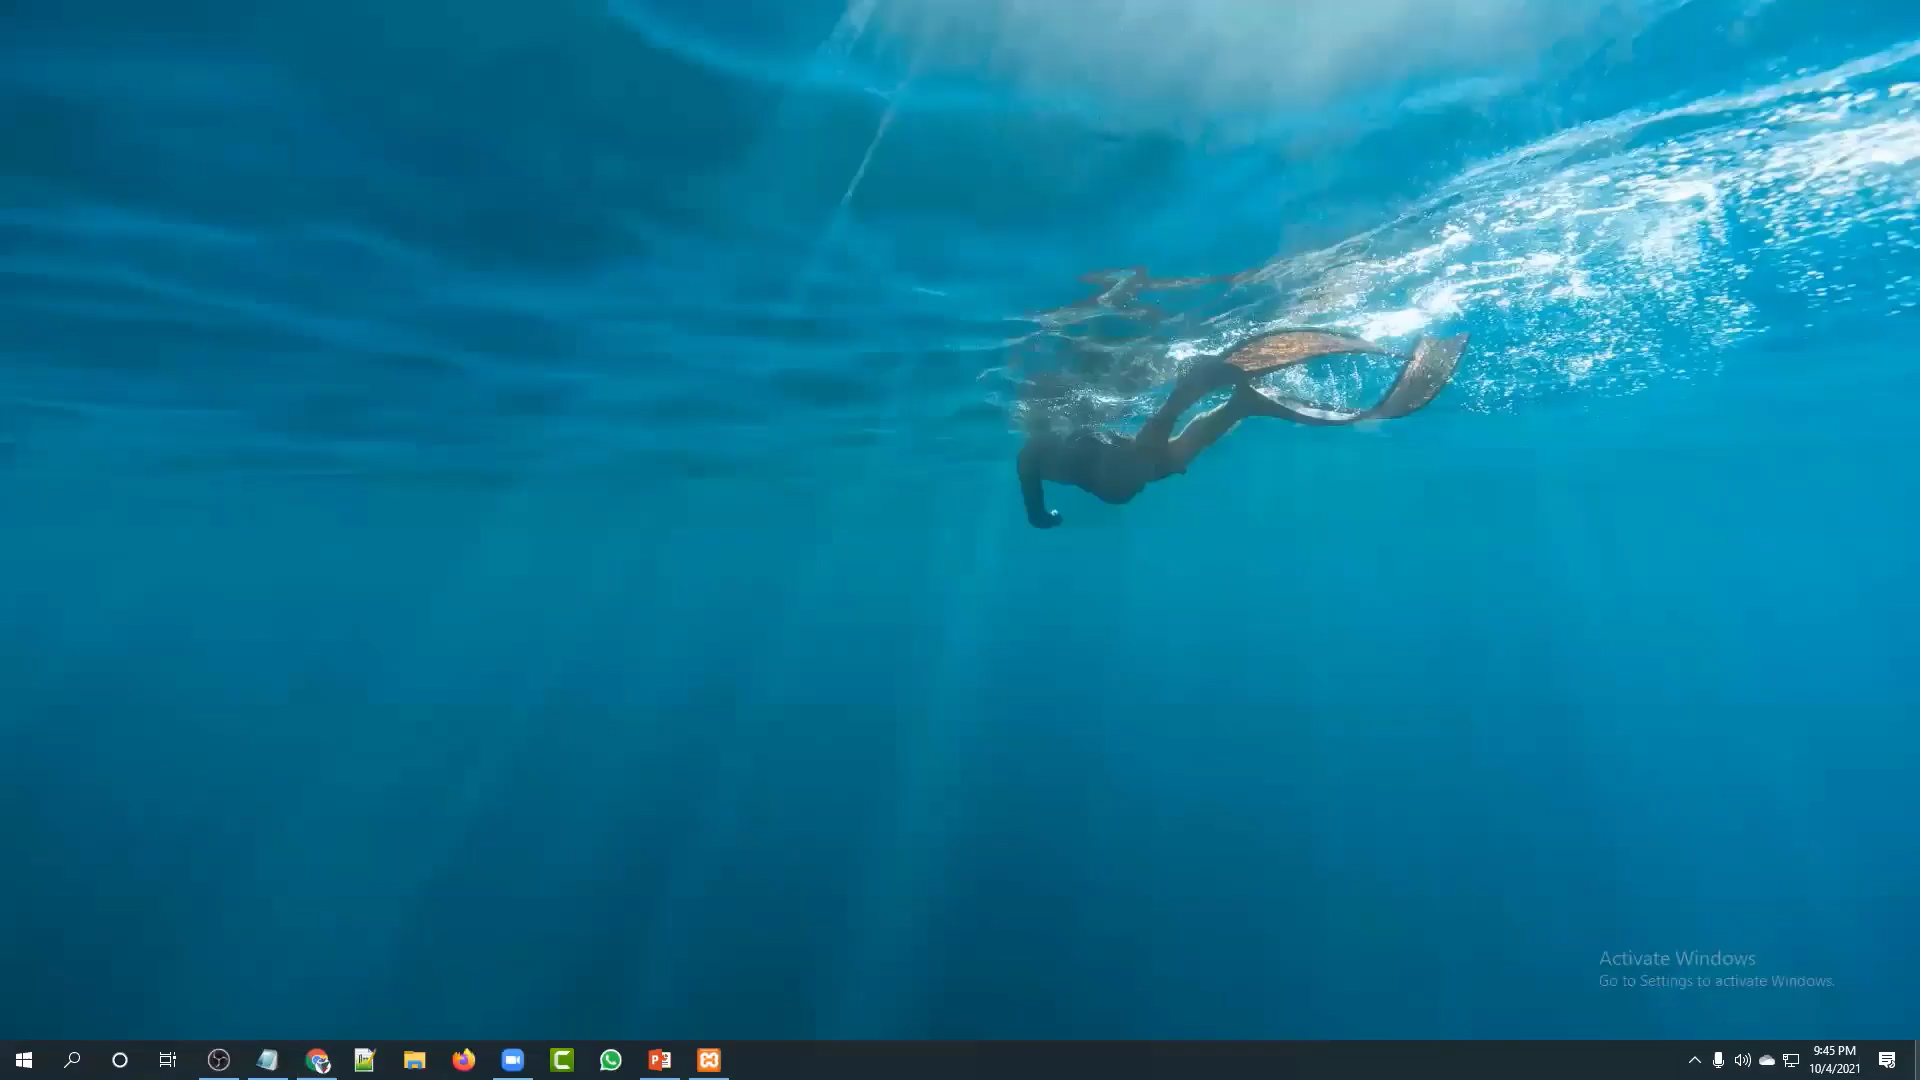 Activate Windows
Go to Settings to activate Windows.
9:45 PM
10/4/2021